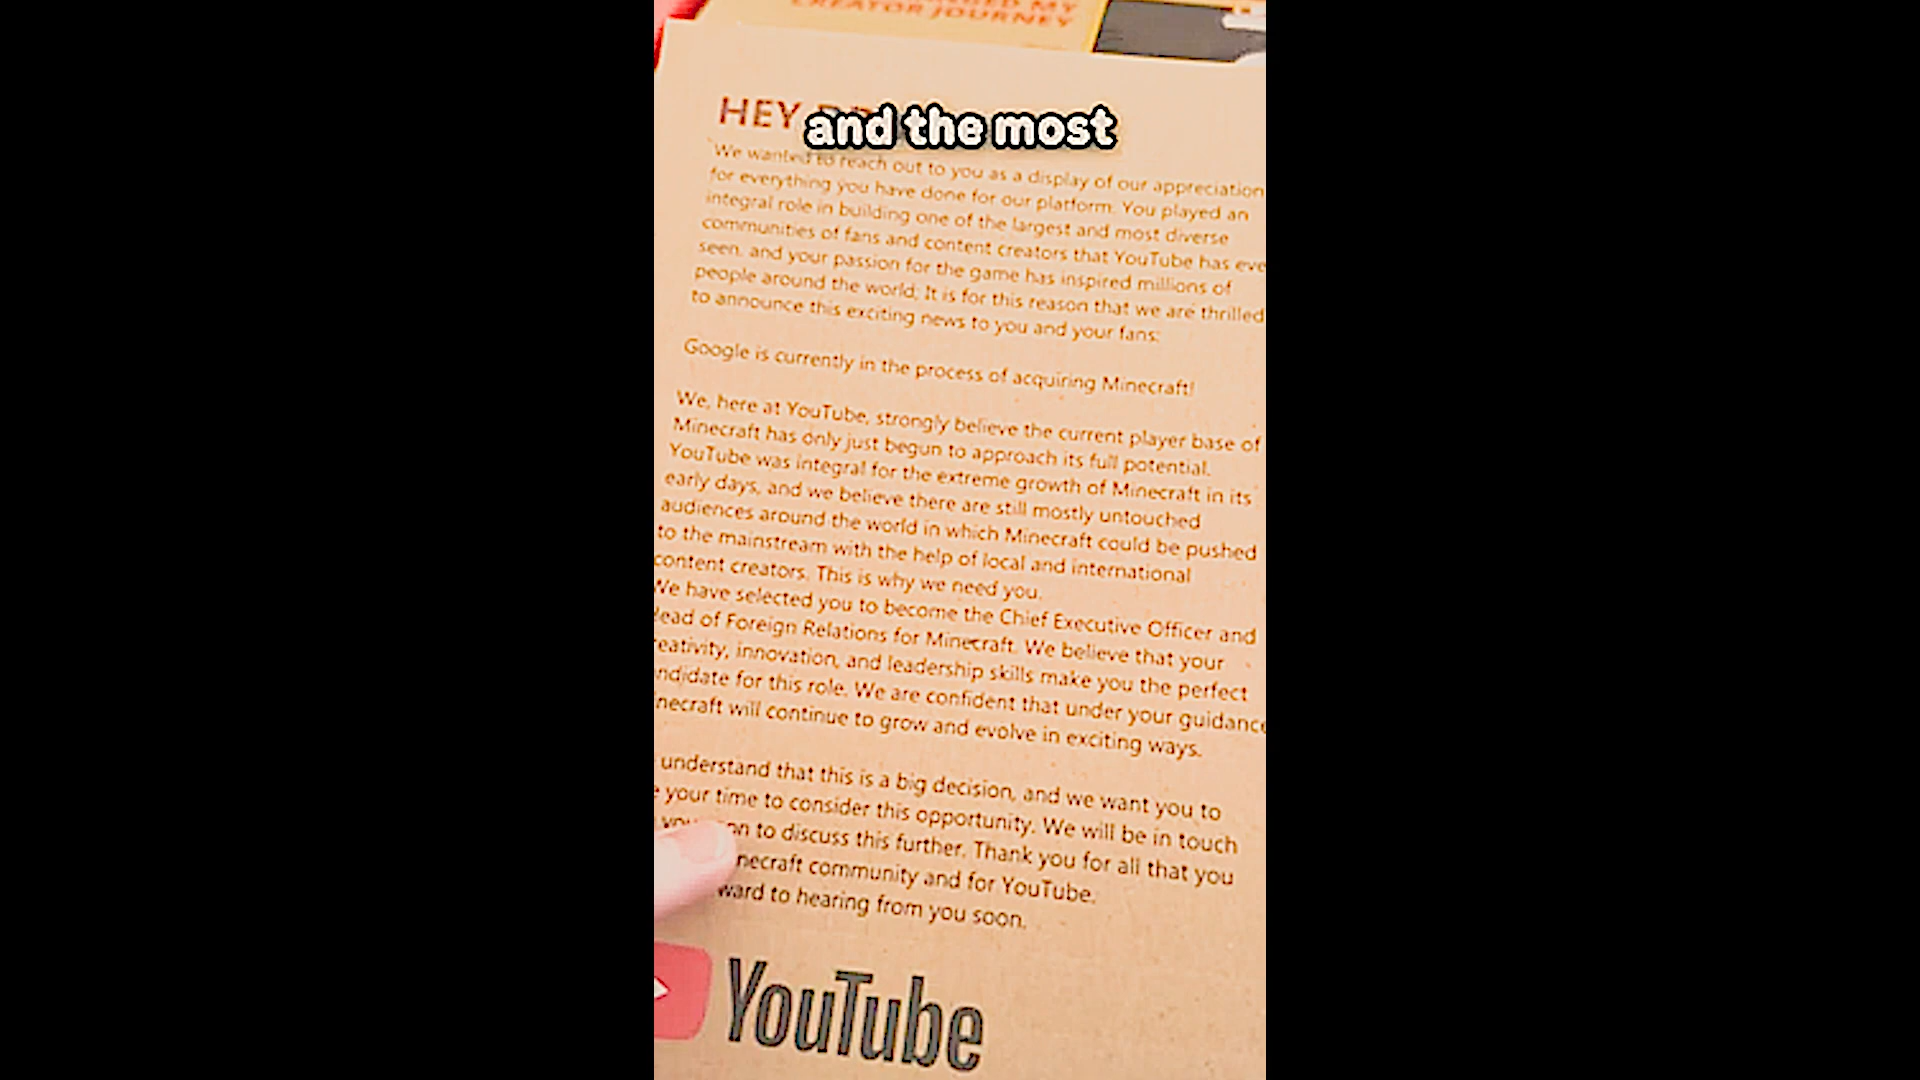 CREATOR JOURNEY
HEY
and the most
We wanted to reach out to you as a display of our appreciation
for everything you have done for our platform. You played an
integral role in building one of the largest and most diverse
communities of fans and content creators that YouTube has eve
seen, and your passion for the game has inspired millions of
people around the world; It is for this reason that we are thrilled
to announce this exciting news to you and your fans:
Google is currently in the process of acquiring Minecraft!
We, here at YouTube, strongly believe the current player base of
Minecraft has only just begun to approach its full potential.
YouTube was integral for the extreme growth of Minecraft in its
early days, and we believe there are still mostly untouched
audiences around the world in which Minecraft could be pushed
to the mainstream with the help of local and international
content creators. This is why we need you.
We have selected you to become the Chief Executive Officer and
ead of Foreign Relations for Minecraft. We believe that your
eativity, innovation, and leadership skills make you the perfect
ndidate for this role. We are confident that under your guidance
necraft will continue to grow and evolve in exciting ways.
understand that this is a big decision, and we want you to
e your time to consider this opportunity. We will be in touch
you on to discuss this further. Thank you for all that you
necraft community and for YouTube.
ward to hearing from you soon.
YouTube